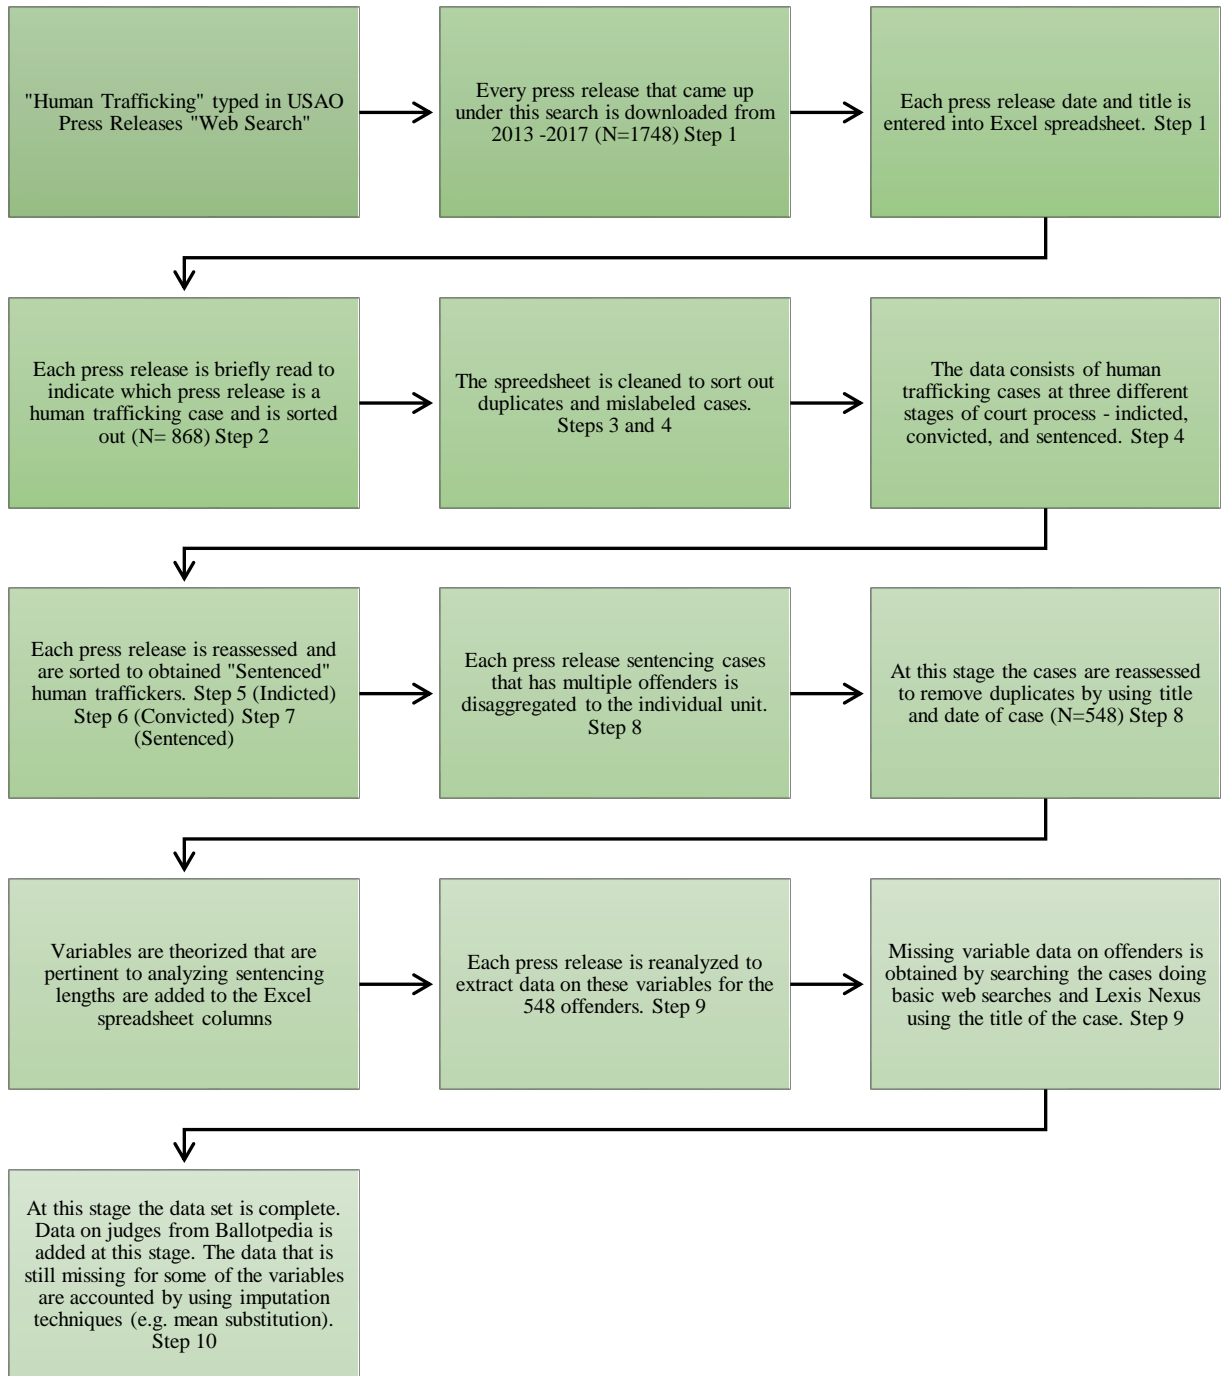 "Human Trafficking" typed in USAO
Press Releases "Web Search"
Every press release that came up
under this search is downloaded from
2013 -2017 (N=1748) Step 1
Each press release date and title is
entered into Excel spreadsheet. Step 1
Each press release is briefly read to
indicate which press release is a
human trafficking case and is sorted
out (N= 868) Step 2
The spreedsheet is cleaned to sort out
duplicates and mislabeled cases.
Steps 3 and 4
The data consists of human
trafficking cases at three different
stages of court process - indicted,
convicted, and sentenced. Step 4
Each press release is reassessed and
are sorted to obtained "Sentenced"
human traffickers. Step 5 (Indicted)
Step 6 (Convicted) Step 7
(Sentenced)
Each press release sentencing cases
that has multiple offenders is
disaggregated to the individual unit.
Step 8
At this stage the cases are reassessed
to remove duplicates by using title
and date of case (N=548) Step 8
Variables are theorized that are
pertinent to analyzing sentencing
lengths are added to the Excel
spreadsheet columns
Each press release is reanalyzed to
extract data on these variables for the
548 offenders. Step 9
Missing variable data on offenders is
obtained by searching the cases doing
basic web searches and Lexis Nexus
using the title of the case. Step 9
At this stage the data set is complete.
Data on judges from Ballotpedia is
added at this stage. The data that is
still missing for some of the variables
are accounted by using imputation
techniques (e.g. mean substitution).
Step 10